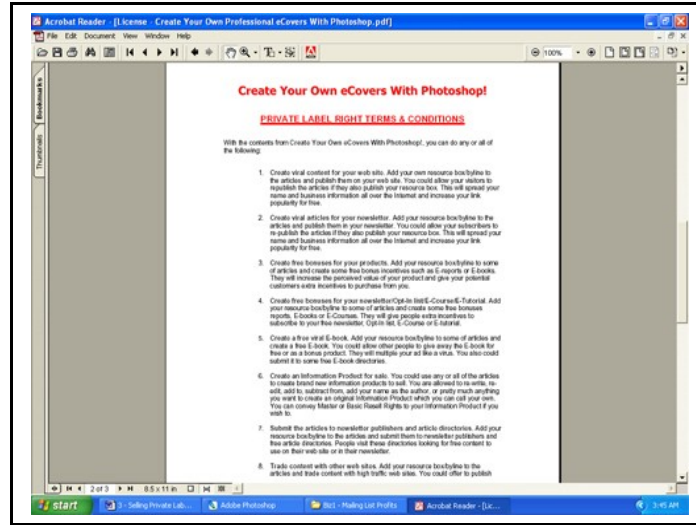 Acrobat Reader - [License - Create Your Own Professional eCovers With Photoshop.pdf]
File Edit Document View Window Help
100%
Bookmarks
Thumbnails
Create Your Own eCovers With Photoshop!
PRIVATE LABEL RIGHT TERMS & CONDITIONS
With the contents from Create Your Own eCovers With Photoshop!, you can do any or all of
the following:
1. Create viral content for your web site. Add your own resource box/byline to
the articles and publish them on your web site. You could allow your visitors to
republish the articles if they also publish your resource box. This will spread your
name and business information all over the Internet and increase your link
popularity for free.
2. Create viral articles for your newsletter. Add your resource box/byline to the
articles and publish them in your newsletter. You could allow your subscribers to
re-publish the articles if they also publish your resource box. This will spread your
name and business information all over the Internet and increase your link
popularity for free.
3. Create free bonuses for your products. Add your resource box/byline to some
of articles and create some free bonus incentives such as E-reports or E-books.
They will increase the perceived value of your product and give your potential
customers extra incentives to purchase from you.
4. Create free bonuses for your newsletter/Opt-In list/E-Course/E-Tutorial. Add
your resource box/byline to some of articles and create some free bonuses
reports, E-books or E-Courses. They will give people extra incentives to
subscribe to your free newsletter, Opt-In list, E-Course or E-tutorial.
5. Create a free viral E-book. Add your resource box/byline to some of articles and
create a free E-book. You could allow other people to give away the E-book for
free or as a bonus product. They will multiple your ad like a virus. You also could
submit it to some free E-book directories.
6. Create an Information Product for sale. You could use any or all of the articles
to create brand new information products to sell. You are allowed to re-write, re-
edit, add to, subtract from, add your name as the author, or pretty much anything
you want to create an original Information Product which you can call your own.
You can convey Master or Basic Resell Rights to your Information Product if you
wish to.
7. Submit the articles to newsletter publishers and article directories. Add your
resource box/byline to the articles and submit them to newsletter publishers and
free article directories. People visit these directories looking for free content to
use on their web site or in their newsletter.
8. Trade content with other web sites. Add your resource box/byline to the
articles and trade content with high traffic web sites. You could offer to publish
2 of 3 8.5 x 11 in
start 3 - Selling Private Lab... Adobe Photoshop Biz1 - Mailing List Profits Acrobat Reader - [Lic... 3:45 AM